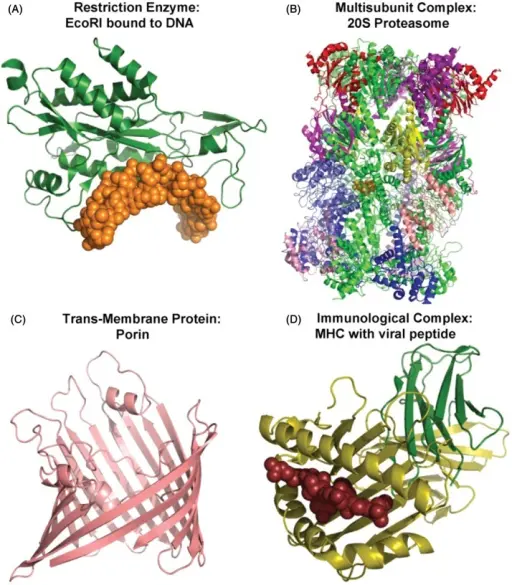 (A)
Restriction Enzyme:
EcoRI bound to DNA
(B)
Multisubunit Complex:
20S Proteasome
(C)
Trans-Membrane Protein:
Porin
(D)
Immunological Complex:
MHC with viral peptide